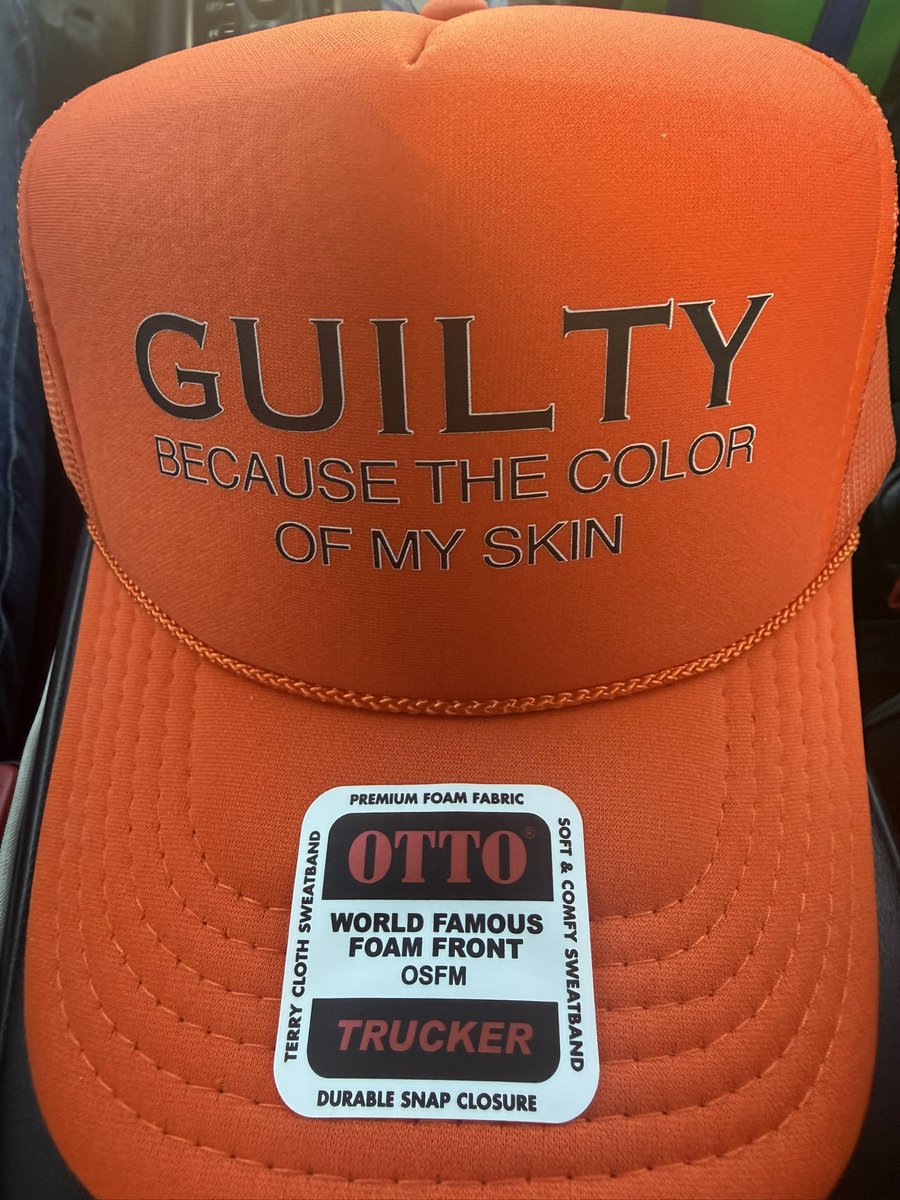 GUILTY
BECAUSE THE COLOR
OF MY SKIN
PREMIUM FOAM FABRIC
OTTO®
WORLD FAMOUS
FOAM FRONT
OSFM
TRUCKER
DURABLE SNAP CLOSURE
TERRY CLOTH SWEATBAND
SOFT & COMFY SWEATBAND